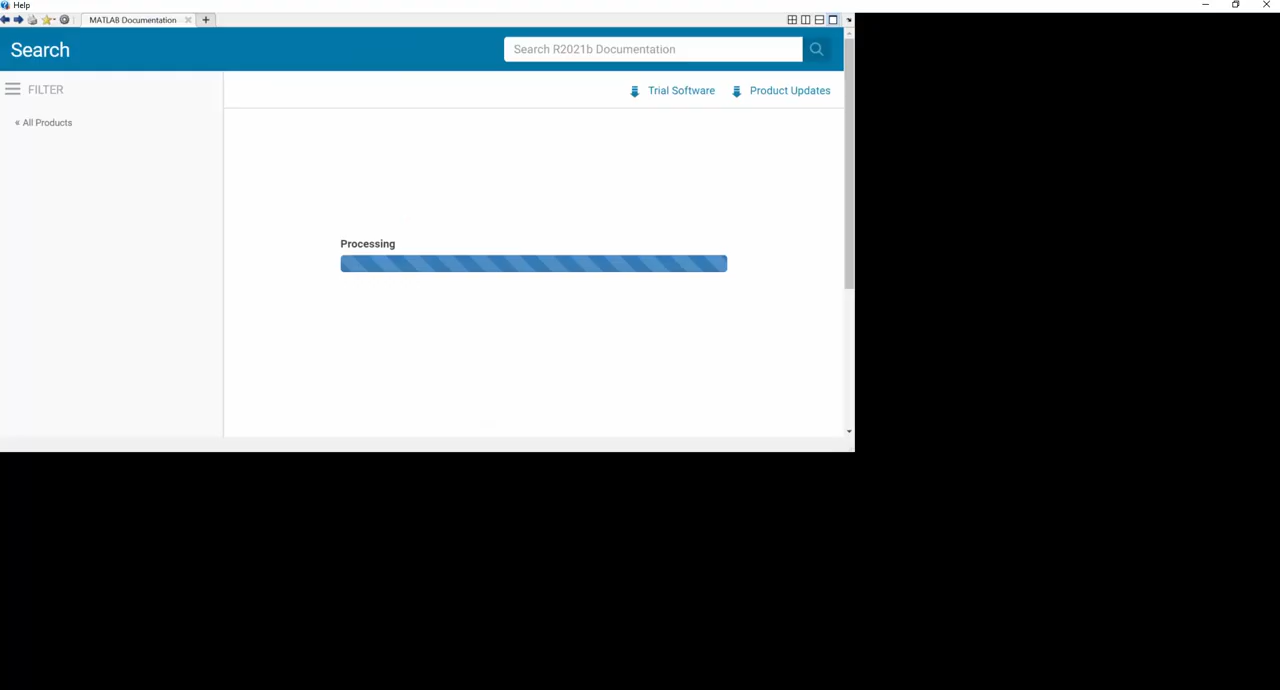 Help
MATLAB Documentation
Search
Search R2021b Documentation
FILTER
Trial Software
Product Updates
« All Products
Processing